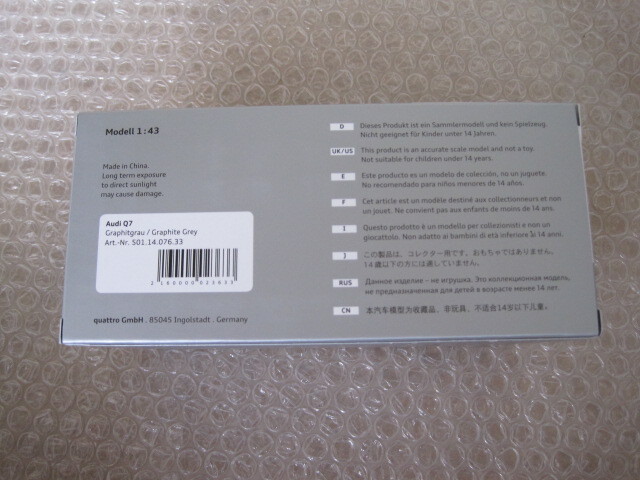 Modell 1:43
Made in China.
Long term exposure
to direct sunlight
may cause damage.
Audi Q7
Graphitgrau / Graphite Grey
Art.-Nr. 501.14.076.33
quattro GmbH . 85045 Ingolstadt . Germany
D
Dieses Produkt ist ein Sammlermodell und kein Spielzeug.
Nicht geeignet für Kinder unter 14 Jahren.
UK/US
This product is an accurate scale model and not a toy.
Not suitable for children under 14 years.
E
Este producto es un modelo de colección, no un juguete.
No recomendado para niños menores de 14 años.
F
Cet article est un modèle destiné aux collectionneurs et non
un jouet. Ne convient pas aux enfants de moins de 14 ans.
I
Questo prodotto è un modello per collezionisti e non un
giocattolo. Non adatto ai bambini di età inferiore ai 14 anni.
J
この製品は、コレクター用です。おもちゃではありません。
14歳以下の方には適していません。
RUS
Данное изделие – не игрушка. Это коллекционная модель,
не предназначенная для детей в возрасте менее 14 лет.
CN
本汽车模型为收藏品，非玩具，不适合14岁以下儿童。